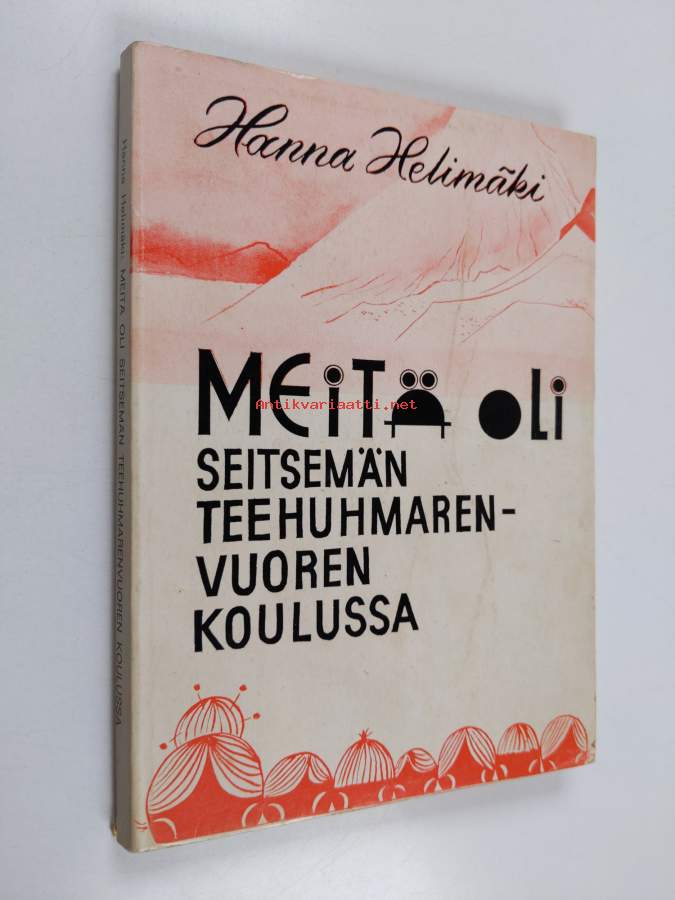 Hanna Helimäki
MEiTÄ oli
SEITSEMÄN
TEEHUHMAREN-
VUOREN
KOULUSSA
Hanna Helimäki: MEITÄ OLI SEITSEMÄN TEEHUHMARENVUOREN KOULUSSA
Antikvariaatti.net